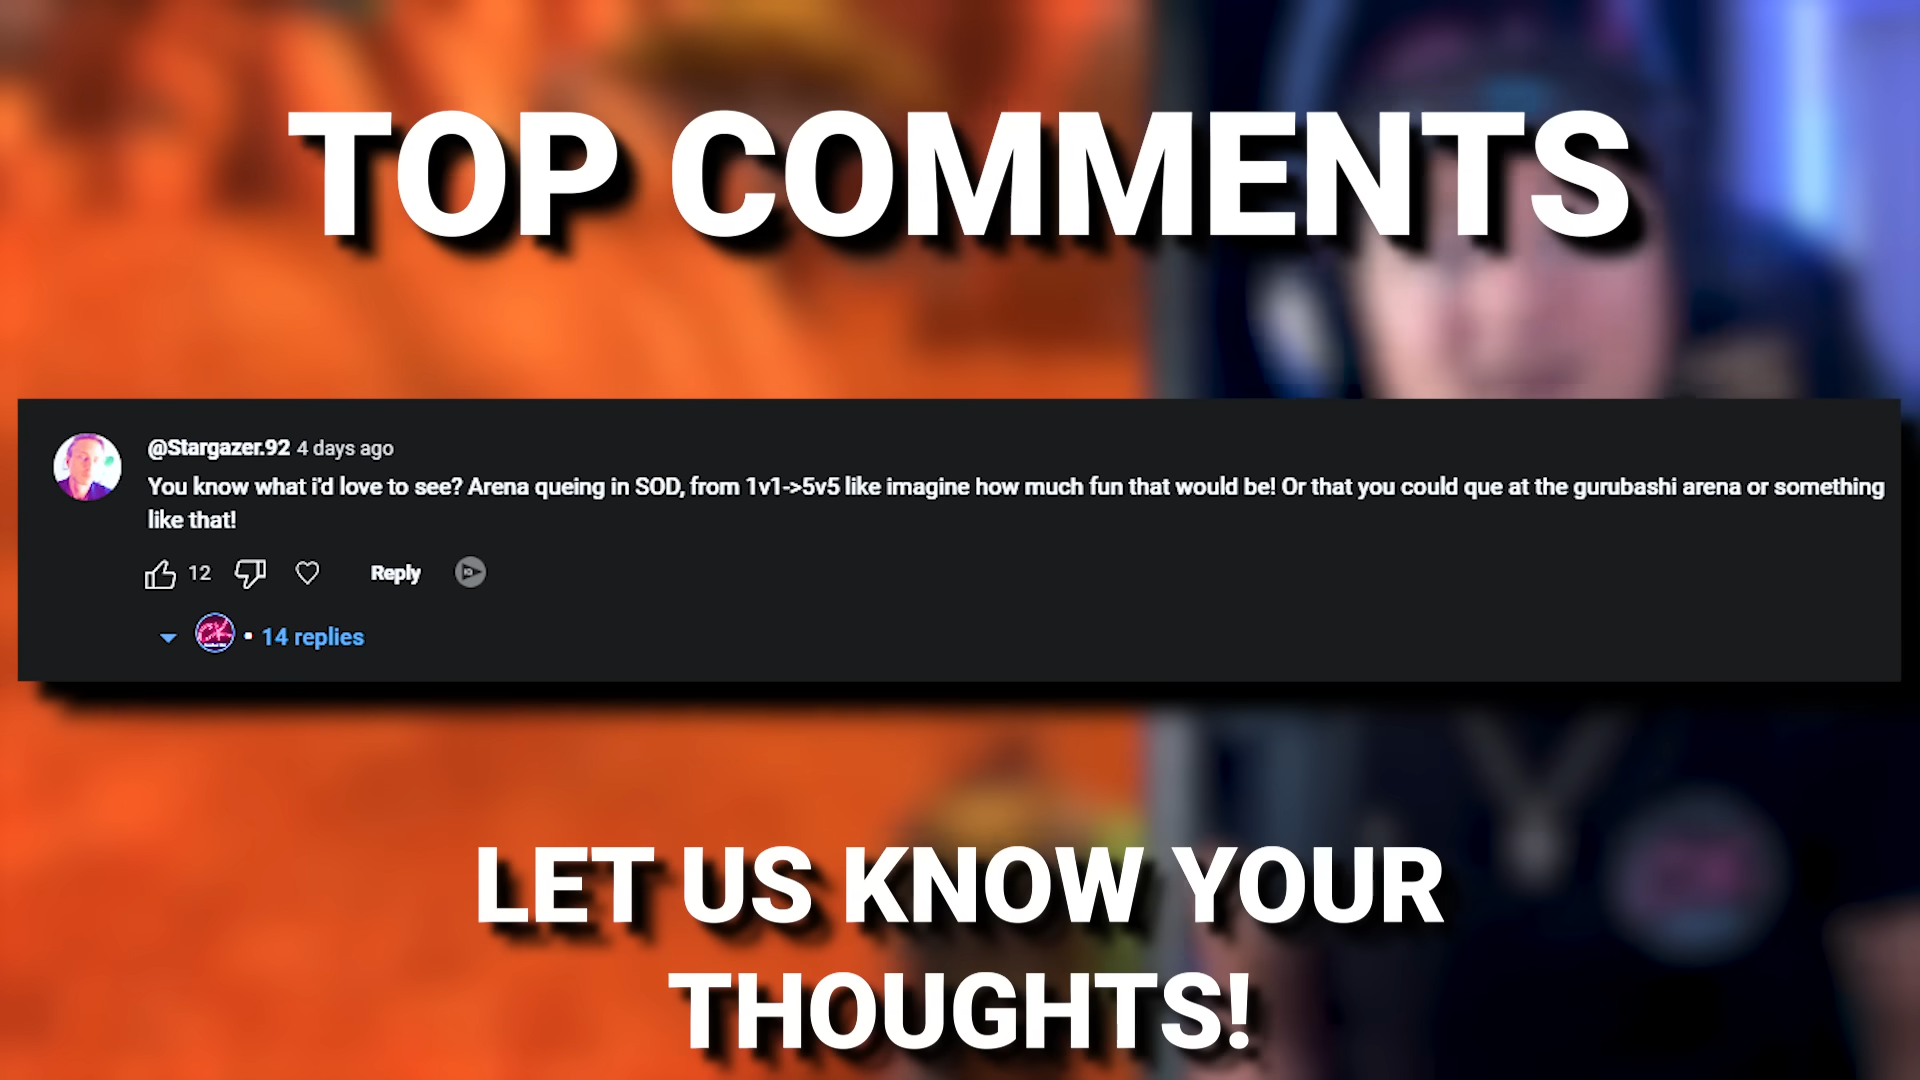 TOP COMMENTS
@Stargazer.92 4 days ago
You know what i'd love to see? Arena queing in SOD, from 1v1->5v5 like imagine how much fun that would be! Or that you could que at the gurubashi arena or something
like that!
12 Reply
14 replies
LET US KNOW YOUR
THOUGHTS!